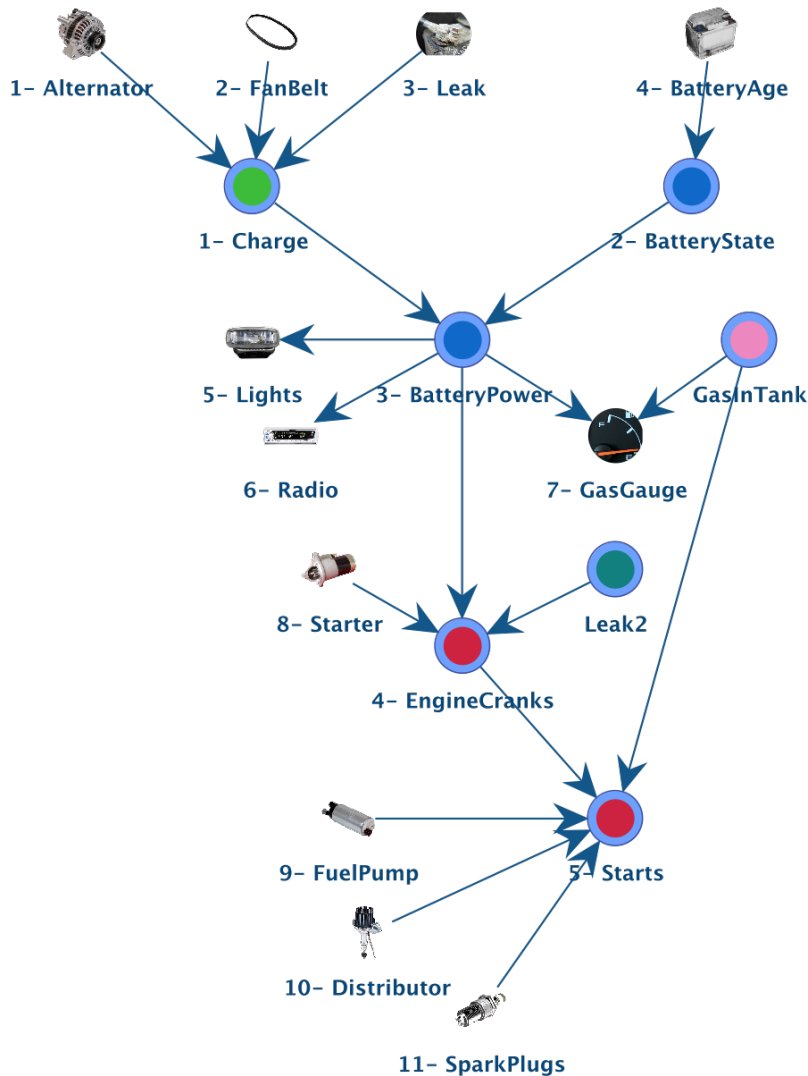 1- Alternator
2- FanBelt
3- Leak
4- BatteryAge
1- Charge
2- BatteryState
5- Lights
3- BatteryPower
GasInTank
6- Radio
7- GasGauge
8- Starter
Leak2
4- EngineCranks
9- FuelPump
5- Starts
10- Distributor
11- SparkPlugs